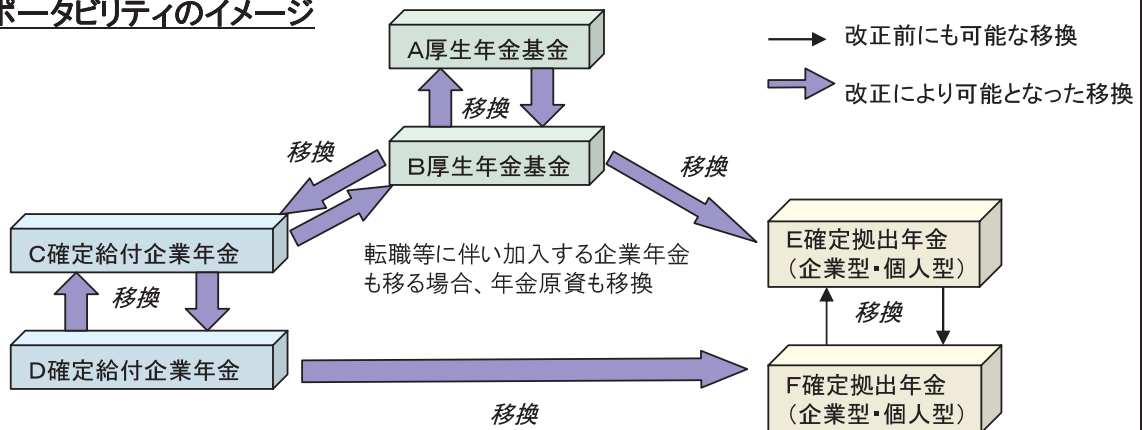 ポータビリティのイメージ
A厚生年金基金
改正前にも可能な移換
改正により可能となった移換
移換
B厚生年金基金
移換
移換
C確定給付企業年金
転職等に伴い加入する企業年金
も移る場合、年金原資も移換
E確定拠出年金
(企業型・個人型)
移換
移換
D確定給付企業年金
F確定拠出年金
(企業型・個人型)
移換